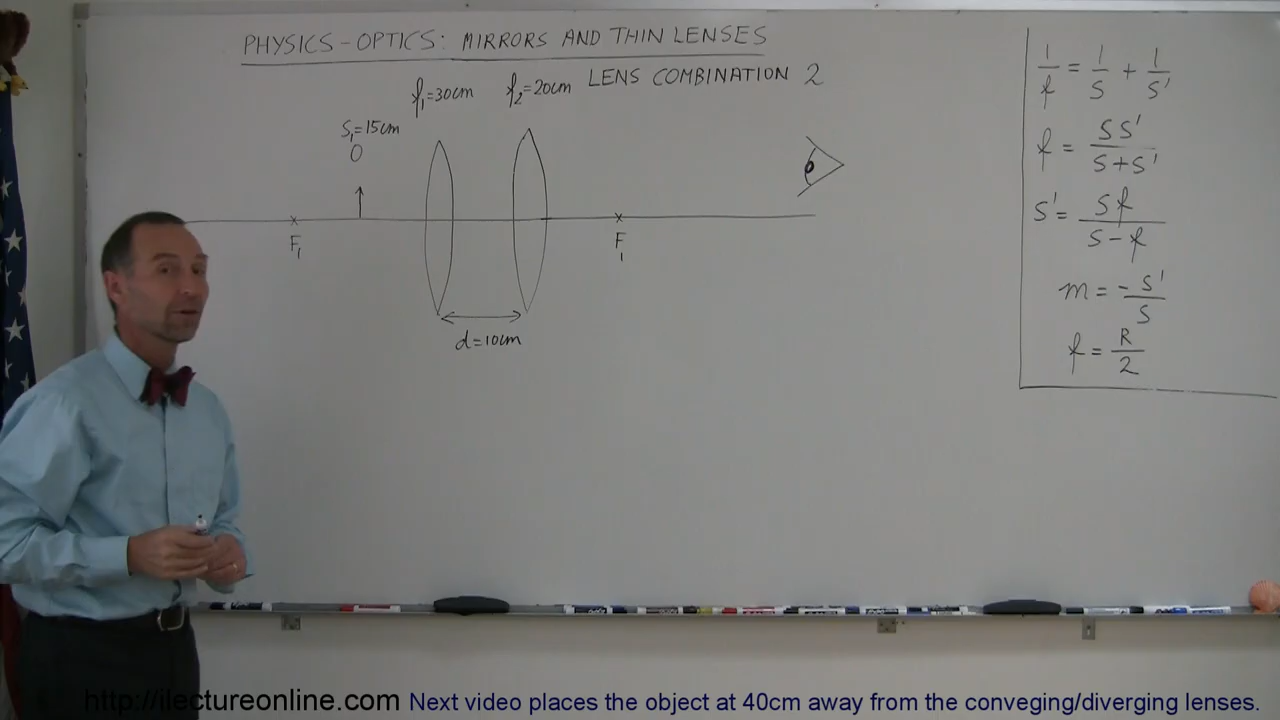 PHYSICS-OPTICS: MIRRORS AND THIN LENSES
LENS COMBINATION 2
f₁=30cm
f₂=20cm
S₁=15cm
O
F₁
F₁
d=10cm
1/f = 1/S + 1/S'
f = SS'/S+S'
S' = Sf/S-f
m = -S'/S
f = R/2
http://ilectureonline.com Next video places the object at 40cm away from the conveging/diverging lenses.